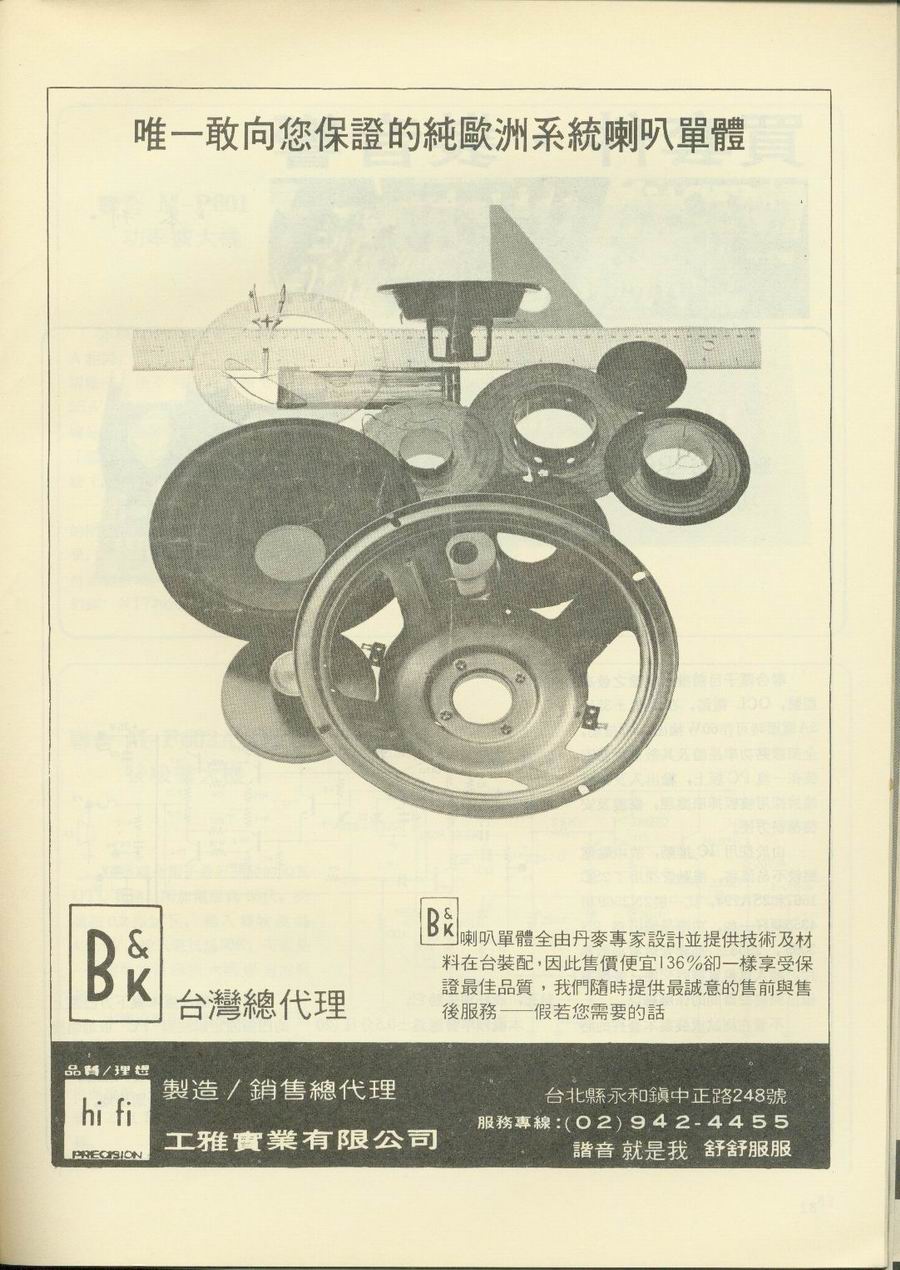 唯一敢向您保證的純歐洲系統喇叭單體
B&K
台灣總代理
B&K喇叭單體全由丹麥專家設計並提供技術及材
料在台裝配，因此售價便宜136%卻一樣享受保
證最佳品質，我們隨時提供最誠意的售前與售
後服務——假若您需要的話
品質/理想
hi fi
PRECISION
製造/銷售總代理
工雅實業有限公司
台北縣永和鎮中正路248號
服務專線：(02)942-4455
諧音 就是我 舒舒服服